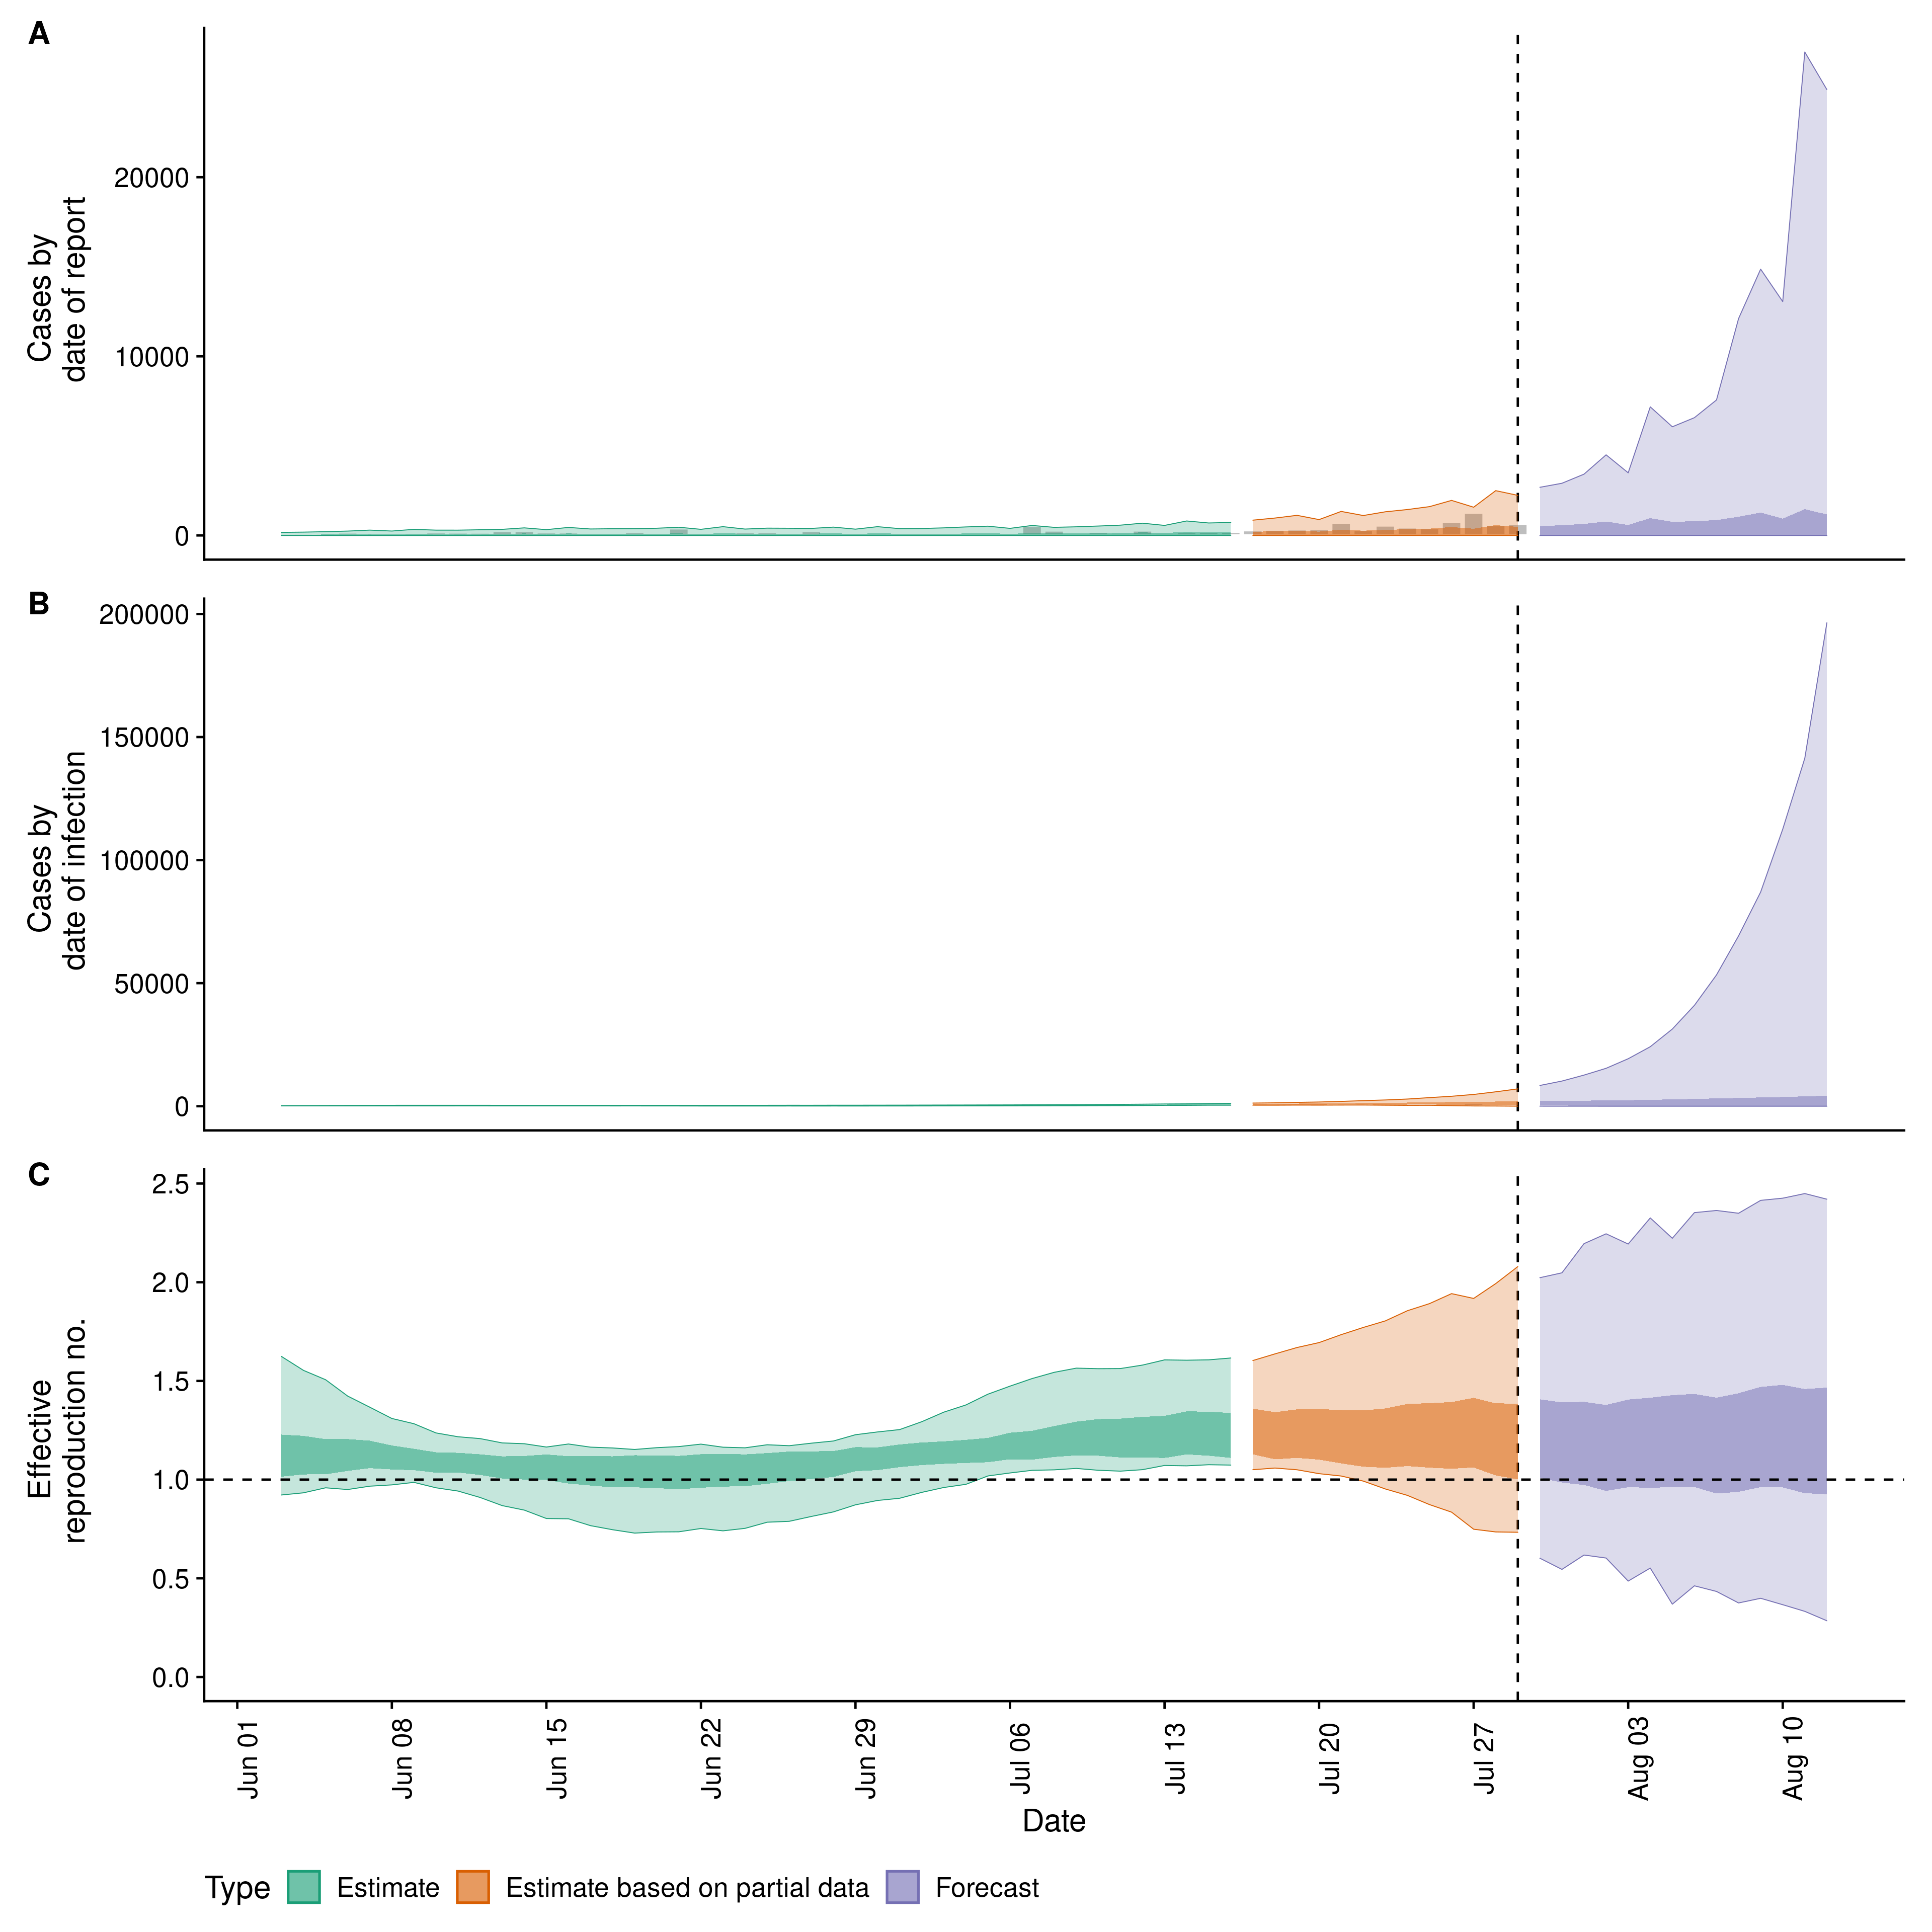 A
Cases by
date of report
20000
10000
0
B
Cases by
date of infection
200000
150000
100000
50000
0
C
Effective
reproduction no.
2.5
2.0
1.5
1.0
0.5
0.0
Jun 01
Jun 08
Jun 15
Jun 22
Jun 29
Jul 06
Jul 13
Jul 20
Jul 27
Aug 03
Aug 10
Date
Type Estimate Estimate based on partial data Forecast